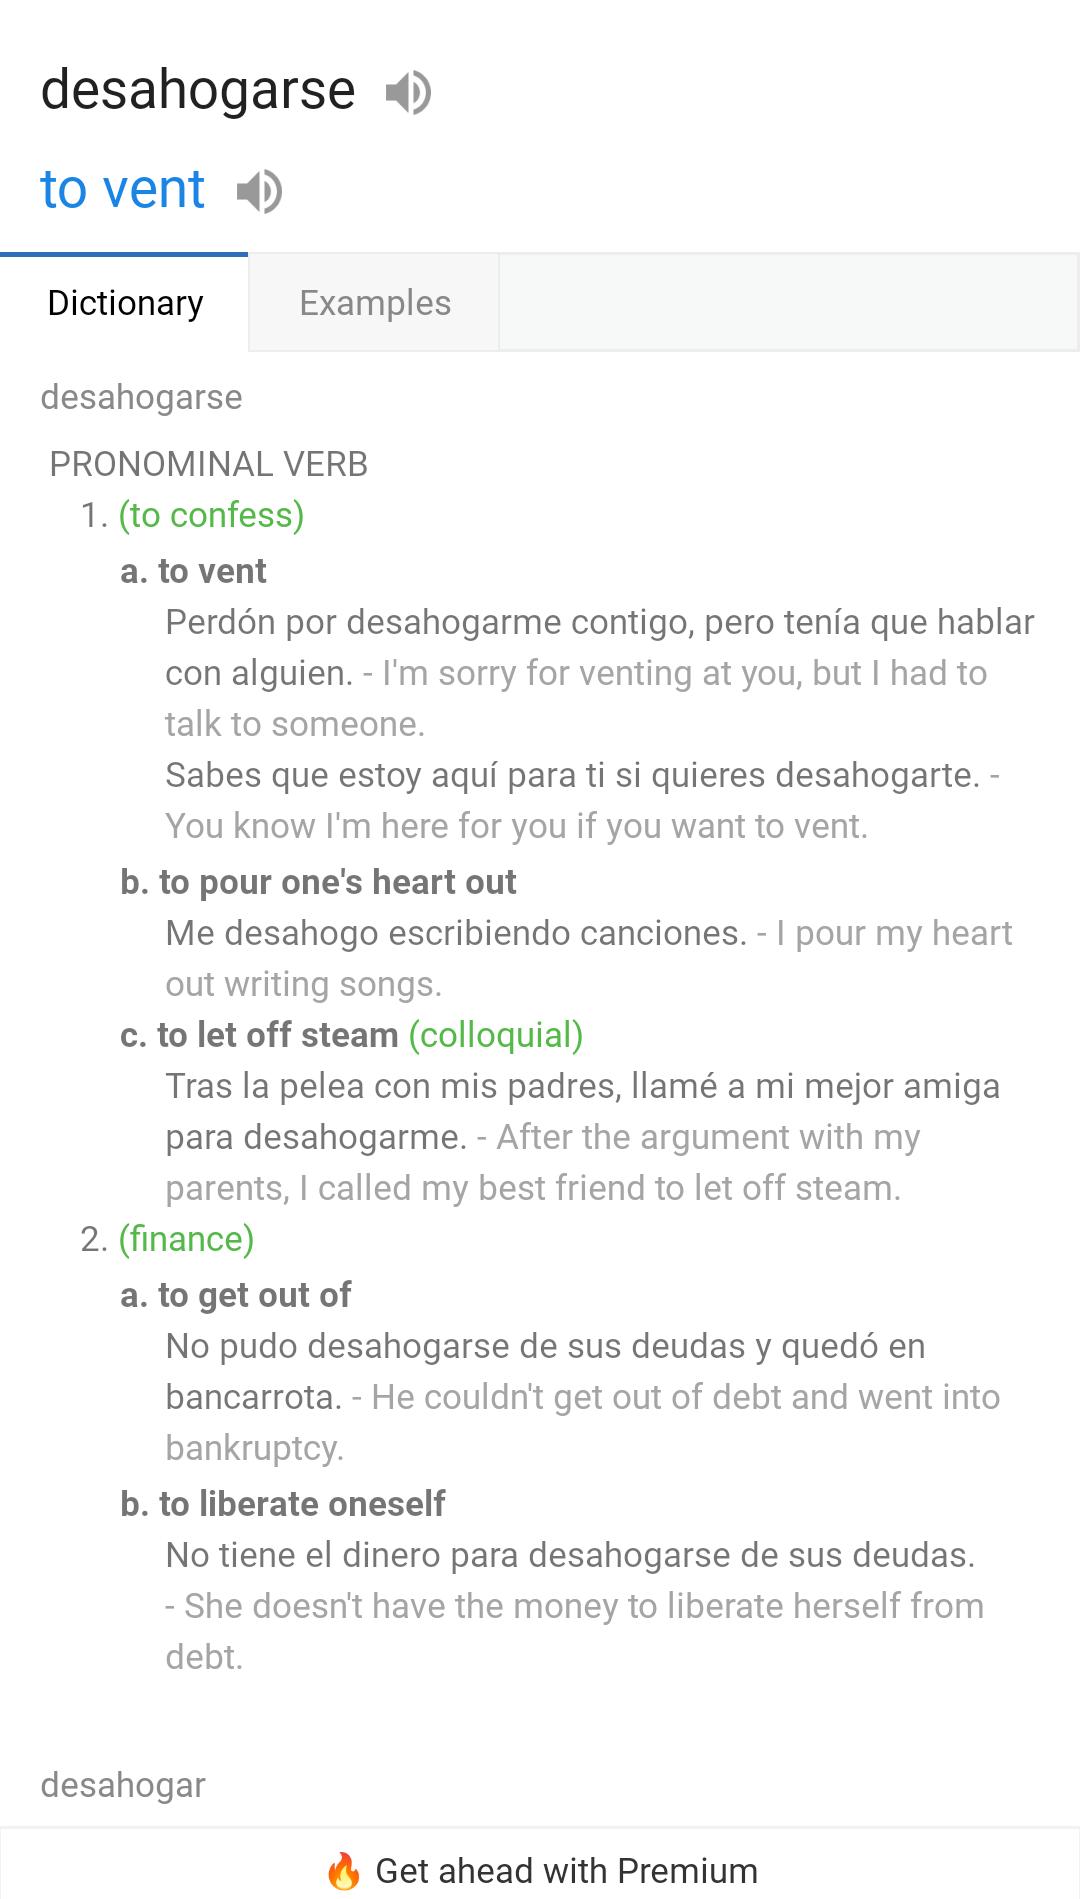 desahogarse
to vent
Dictionary
Examples
desahogarse
PRONOMINAL VERB
1. (to confess)
a. to vent
Perdón por desahogarme contigo, pero tenía que hablar
con alguien. - I'm sorry for venting at you, but I had to
talk to someone.
Sabes que estoy aquí para ti si quieres desahogarte. -
You know I'm here for you if you want to vent.
b. to pour one's heart out
Me desahogo escribiendo canciones. - I pour my heart
out writing songs.
c. to let off steam (colloquial)
Tras la pelea con mis padres, llamé a mi mejor amiga
para desahogarme. - After the argument with my
parents, I called my best friend to let off steam.
2. (finance)
a. to get out of
No pudo desahogarse de sus deudas y quedó en
bancarrota. - He couldn't get out of debt and went into
bankruptcy.
b. to liberate oneself
No tiene el dinero para desahogarse de sus deudas.
- She doesn't have the money to liberate herself from
debt.
desahogar
🔥 Get ahead with Premium